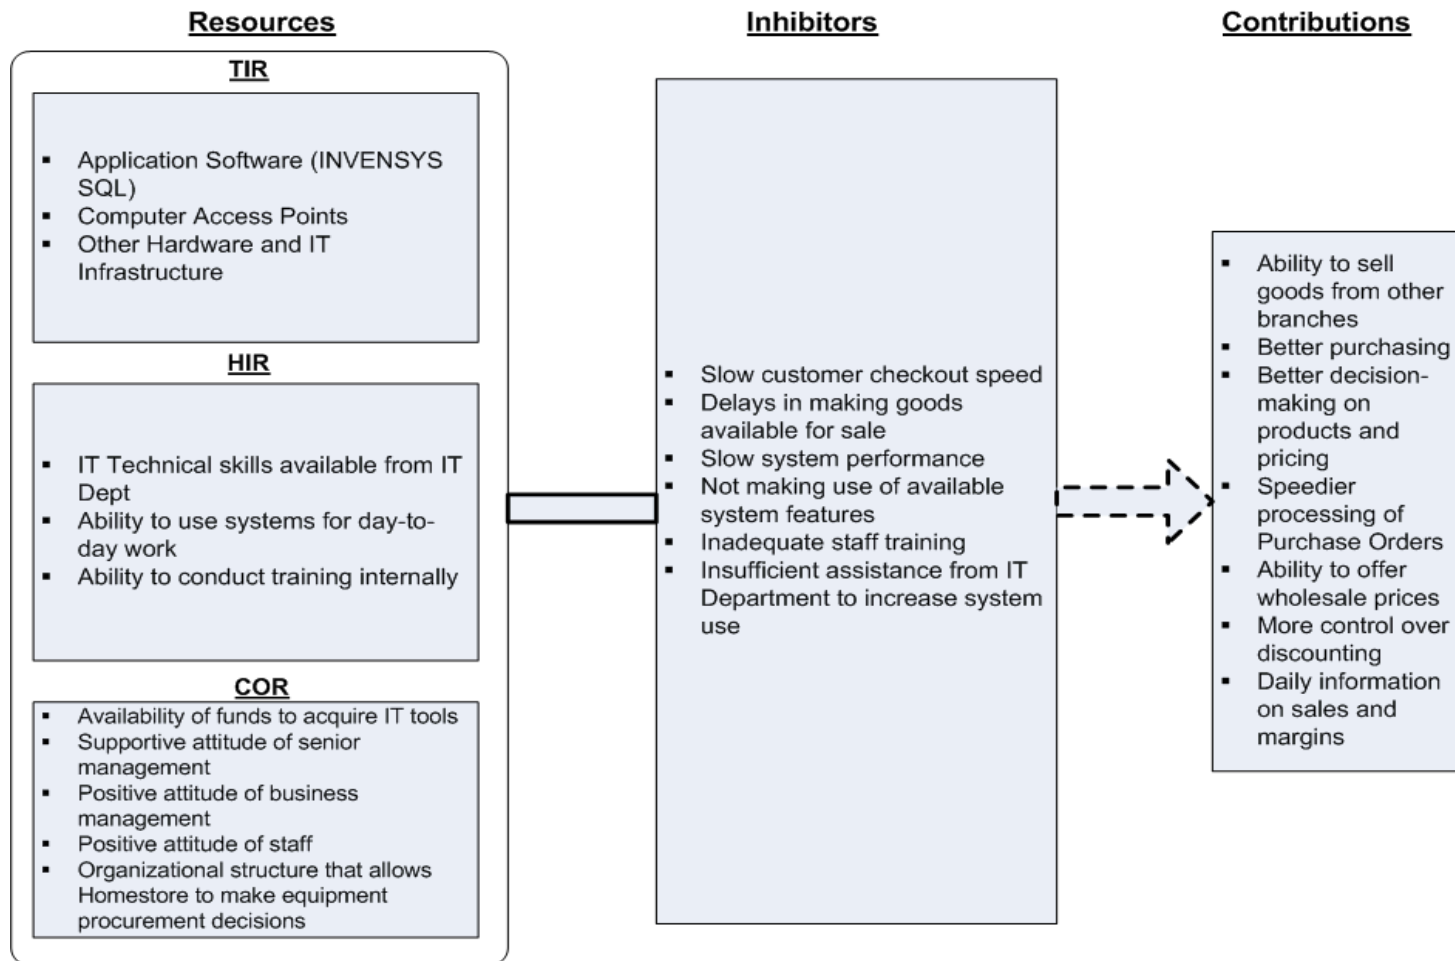 Resources
TIR
▪ Application Software (INVENSYS
SQL)
▪ Computer Access Points
▪ Other Hardware and IT
Infrastructure
HIR
▪ IT Technical skills available from IT
Dept
▪ Ability to use systems for day-to-
day work
▪ Ability to conduct training internally
COR
▪ Availability of funds to acquire IT tools
▪ Supportive attitude of senior
management
▪ Positive attitude of business
management
▪ Positive attitude of staff
▪ Organizational structure that allows
Homestore to make equipment
procurement decisions
Inhibitors
▪ Slow customer checkout speed
▪ Delays in making goods
available for sale
▪ Slow system performance
▪ Not making use of available
system features
▪ Inadequate staff training
▪ Insufficient assistance from IT
Department to increase system
use
Contributions
▪ Ability to sell
goods from other
branches
▪ Better purchasing
▪ Better decision-
making on
products and
pricing
▪ Speedier
processing of
Purchase Orders
▪ Ability to offer
wholesale prices
▪ More control over
discounting
▪ Daily information
on sales and
margins